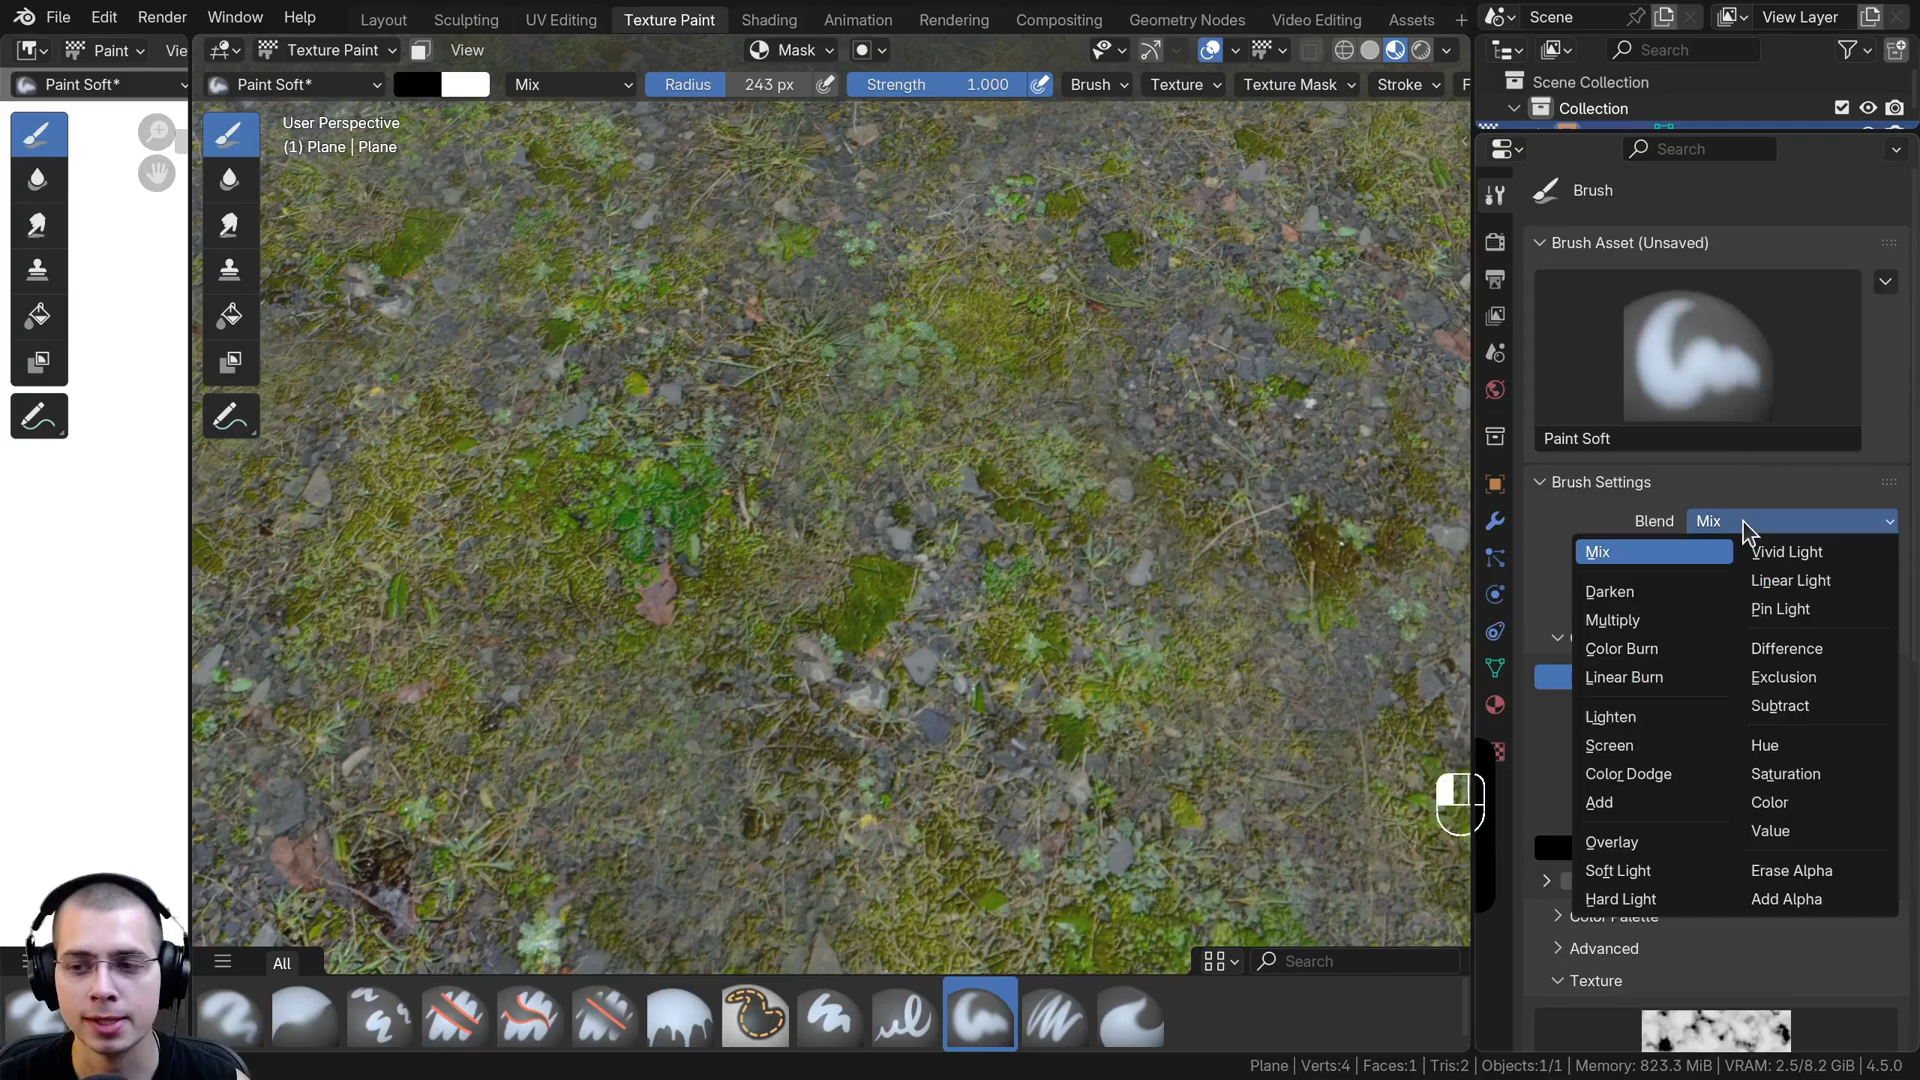 File Edit Render Window Help Layout Sculpting UV Editing Texture Paint Shading Animation Rendering Compositing Geometry Nodes Video Editing Assets + Scene View Layer
Paint Vie Texture Paint View Mask Search
Paint Soft* Paint Soft* Mix Radius 243 px Strength 1.000 Brush Texture Texture Mask Stroke F
Scene Collection
Collection
User Perspective
(1) Plane | Plane
Search
Brush
Brush Asset (Unsaved)
Paint Soft
Brush Settings
Blend Mix
Mix Vivid Light
Linear Light
Darken Pin Light
Multiply
Color Burn Difference
Linear Burn Exclusion
Subtract
Lighten
Screen Hue
Color Dodge Saturation
Add Color
Value
Overlay
Soft Light Erase Alpha
Hard Light Add Alpha
Color Palette
Advanced
Texture
All Search
Plane | Verts:4 | Faces:1 | Tris:2 | Objects:1/1 | Memory: 823.3 MiB | VRAM: 2.5/8.2 GiB | 4.5.0